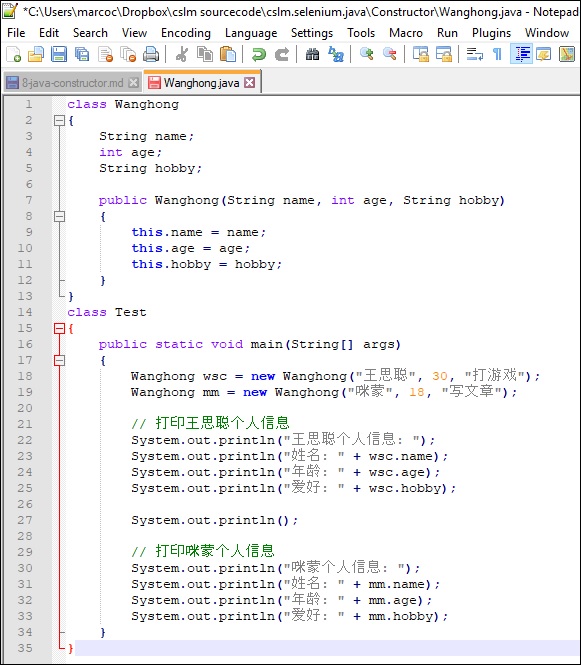 *C:\Users\marcoc\Dropbox\cslm.sourcecode\cslm.selenium.java\Constructor\Wanghong.java - Notepad
File Edit Search View Encoding Language Settings Tools Macro Run Plugins Window
8-java-constructor.md Wanghong.java
1 class Wanghong
2 {
3 String name;
4 int age;
5 String hobby;
6
7 public Wanghong(String name, int age, String hobby)
8 {
9 this.name = name;
10 this.age = age;
11 this.hobby = hobby;
12 }
13 }
14 class Test
15 {
16 public static void main(String[] args)
17 {
18 Wanghong wsc = new Wanghong("王思聪", 30, "打游戏");
19 Wanghong mm = new Wanghong("咪蒙", 18, "写文章");
20
21 // 打印王思聪个人信息
22 System.out.println("王思聪个人信息: ");
23 System.out.println("姓名: " + wsc.name);
24 System.out.println("年龄: " + wsc.age);
25 System.out.println("爱好: " + wsc.hobby);
26
27 System.out.println();
28
29 // 打印咪蒙个人信息
30 System.out.println("咪蒙个人信息: ");
31 System.out.println("姓名: " + mm.name);
32 System.out.println("年龄: " + mm.age);
33 System.out.println("爱好: " + mm.hobby);
34 }
35 }